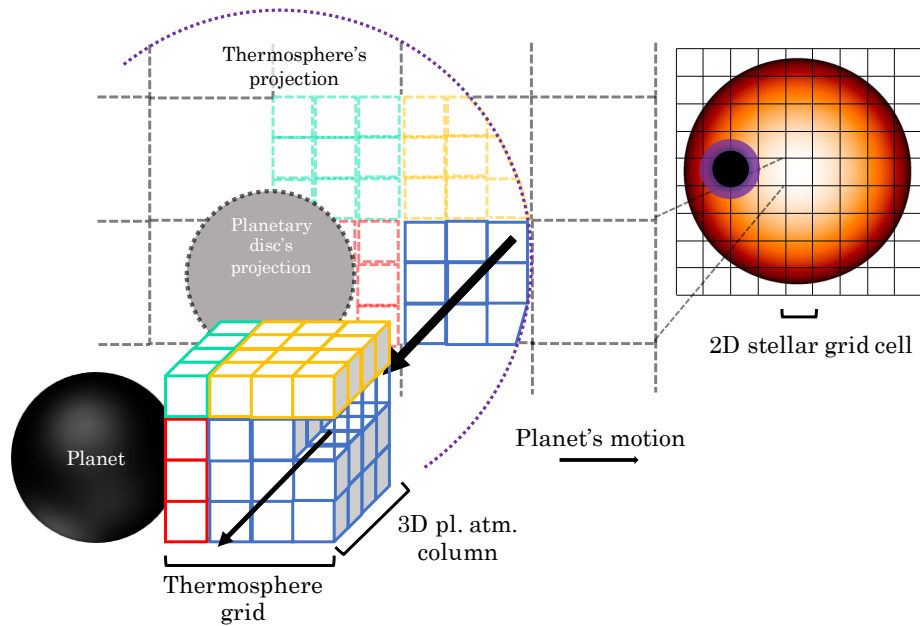 Thermosphere's
projection
Planetary
disc's
projection
2D stellar grid cell
Planet's motion
Planet
3D pl. atm.
column
Thermosphere
grid